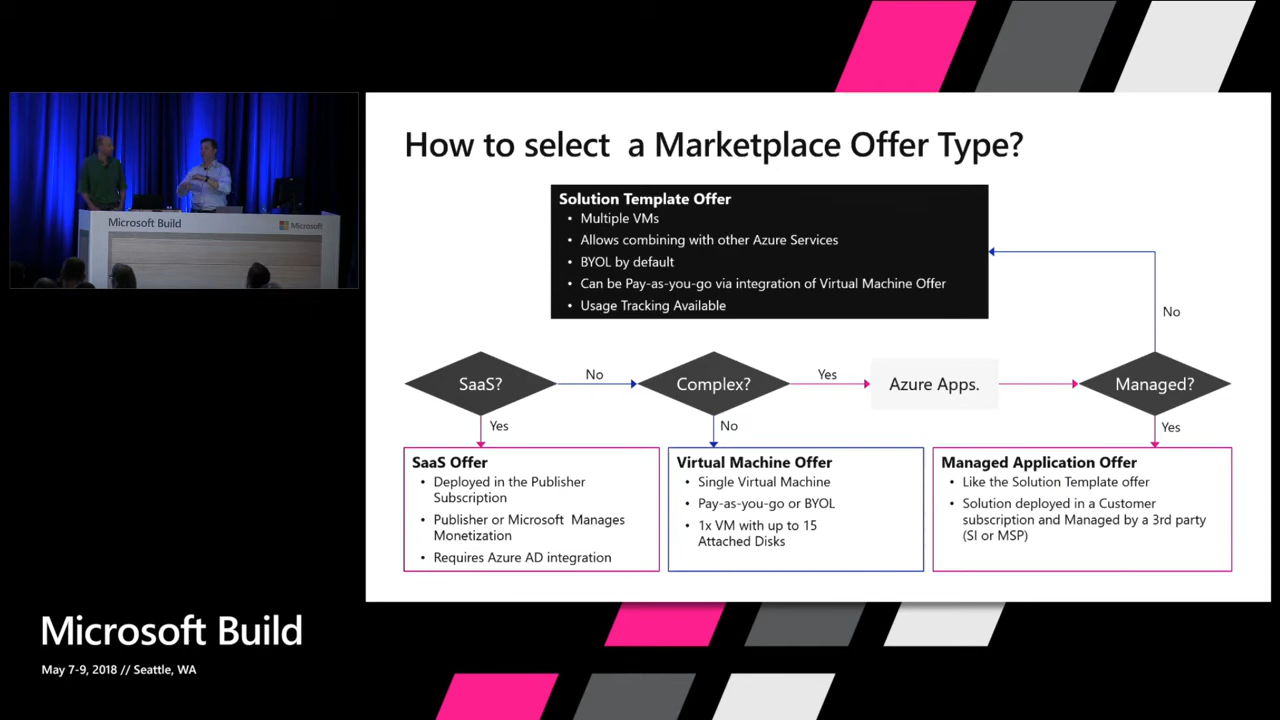 How to select a Marketplace Offer Type?
Solution Template Offer
• Multiple VMs
• Allows combining with other Azure Services
• BYOL by default
• Can be Pay-as-you-go via integration of Virtual Machine Offer
• Usage Tracking Available
No
SaaS?
No
Complex?
Yes
Azure Apps.
Managed?
Yes
No
Yes
SaaS Offer
• Deployed in the Publisher
Subscription
• Publisher or Microsoft Manages
Monetization
• Requires Azure AD integration
Virtual Machine Offer
• Single Virtual Machine
• Pay-as-you-go or BYOL
• 1x VM with up to 15
Attached Disks
Managed Application Offer
• Like the Solution Template offer
• Solution deployed in a Customer
subscription and Managed by a 3rd party
(SI or MSP)
Microsoft Build
Microsoft
Microsoft Build
May 7-9, 2018 // Seattle, WA